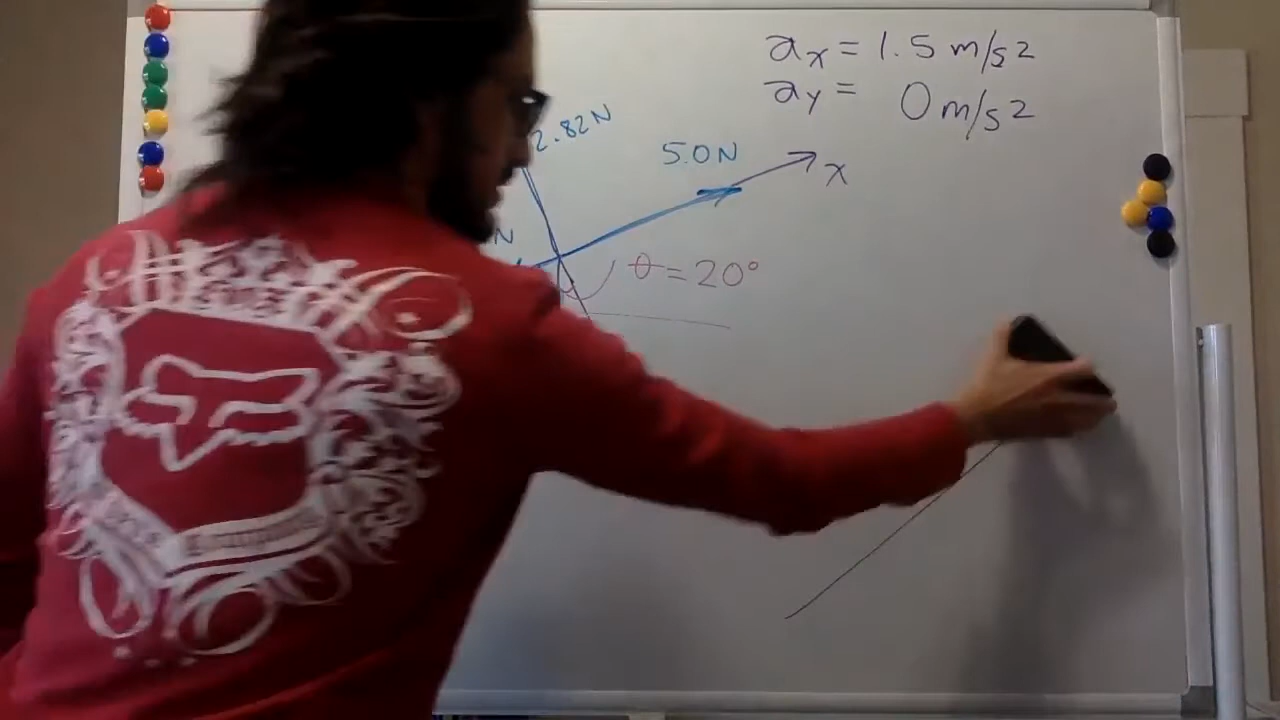 ax = 1.5 m/s2
ay = 0 m/s2
2.82N
5.0N
x
N
θ = 20°